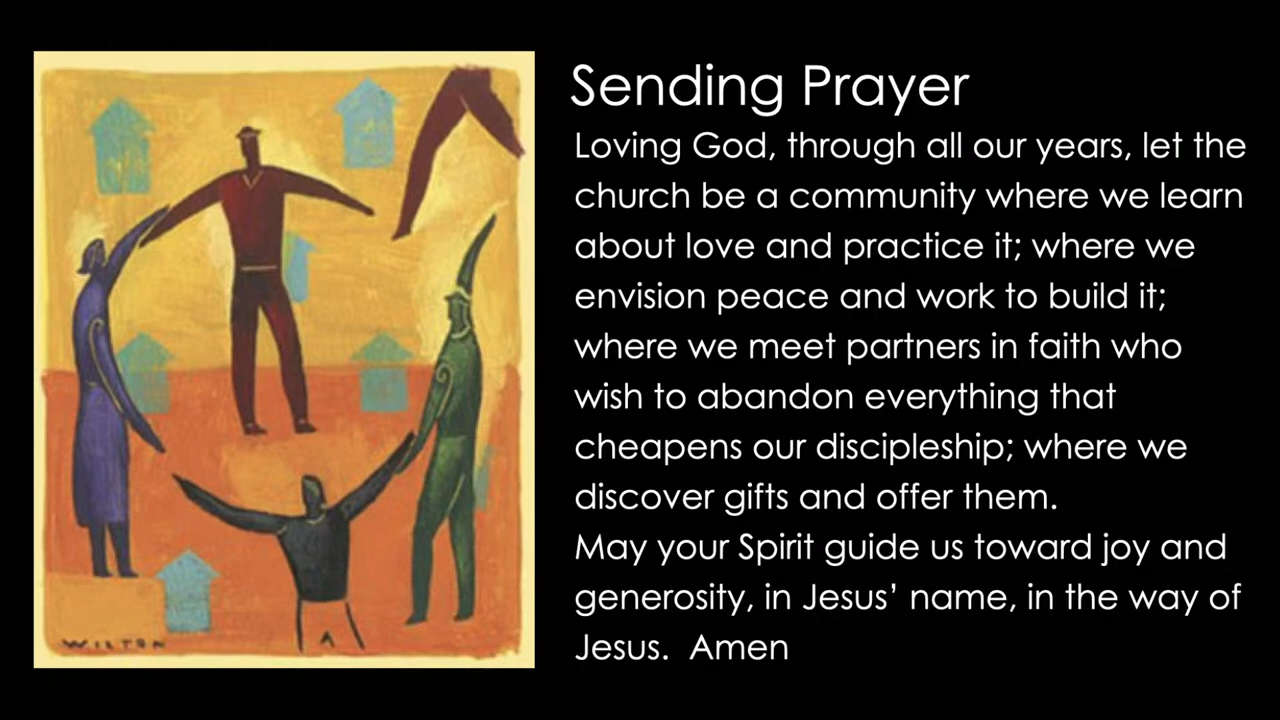 WILTON
Sending Prayer
Loving God, through all our years, let the
church be a community where we learn
about love and practice it; where we
envision peace and work to build it;
where we meet partners in faith who
wish to abandon everything that
cheapens our discipleship; where we
discover gifts and offer them.
May your Spirit guide us toward joy and
generosity, in Jesus’ name, in the way of
Jesus.  Amen